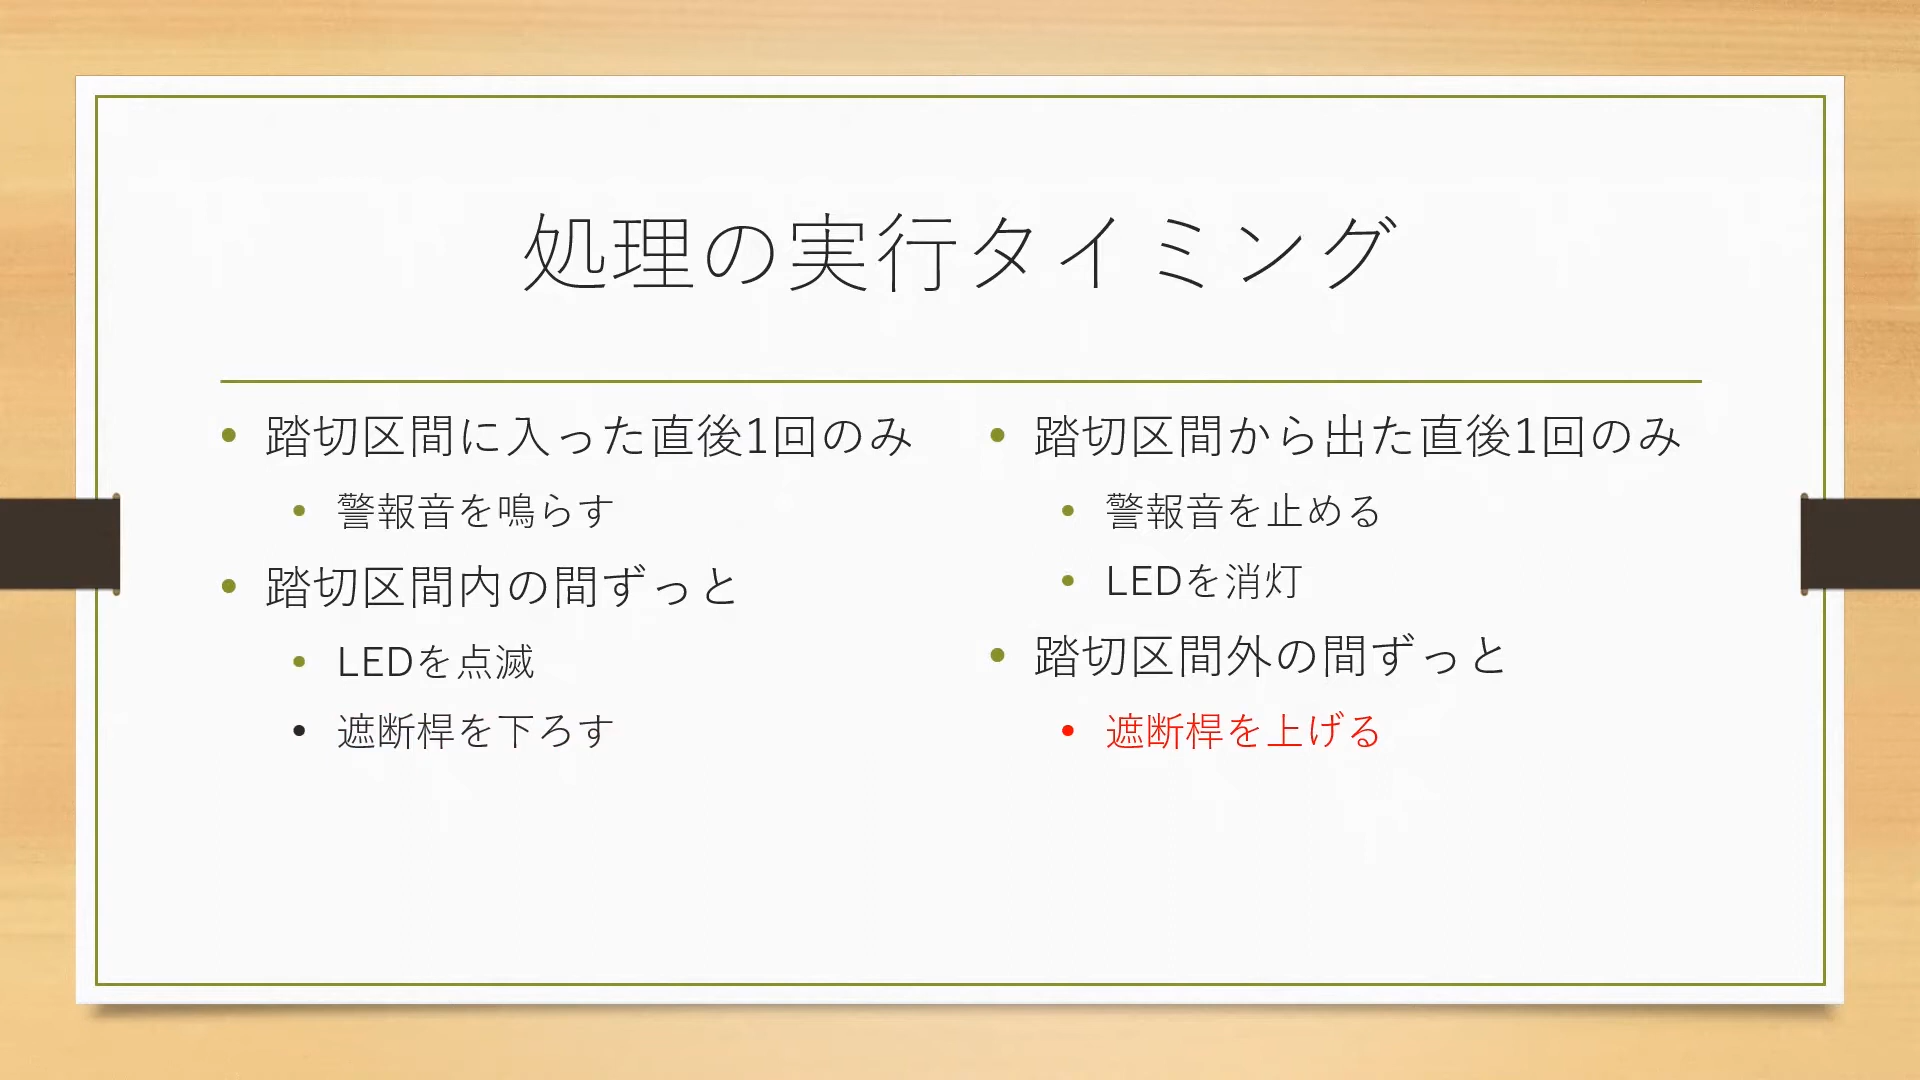 処理の実行タイミング
• 踏切区間に入った直後1回のみ
• 警報音を鳴らす
• 踏切区間内の間ずっと
• LEDを点滅
• 遮断桿を下ろす
• 踏切区間から出た直後1回のみ
• 警報音を止める
• LEDを消灯
• 踏切区間外の間ずっと
• 遮断桿を上げる